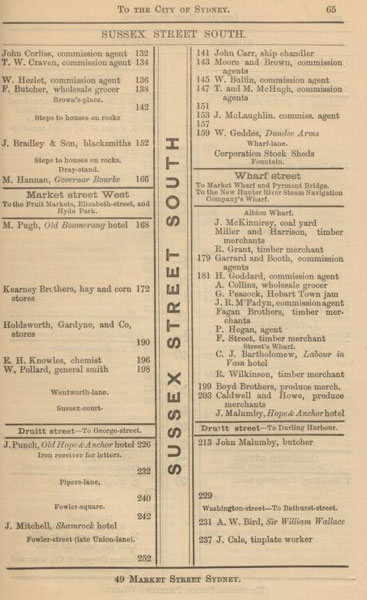 To the City of Sydney.
65
SUSSEX STREET SOUTH.
John Corliss, commission agent 132
T. W. Craven, commission agent 134
W. Hezlet, commission agent 136
F. Butcher, wholesale grocer 138
Brown's-place.
142
Steps to houses on rocks
J. Bradley & Son, blacksmiths 152
Steps to houses on rocks.
Dray-stand.
M. Hannan, Governor Bourke 166
Market street West
To the Fruit Markets, Elizabeth-street, and
Hyde Park.
M. Pugh, Old Boomerang hotel 168
Kearney Brothers, hay and corn 172
stores
Holdsworth, Gardyne, and Co,
stores
190
E. H. Knowles, chemist 196
W. Pollard, general smith 198
Wentworth-lane.
Sussex-court-
Druitt street—To George-street.
J. Punch, Old Hope & Anchor hotel 226
Iron receiver for letters.
232
Pipers-lane,
240
Fowler-square.
242
J. Mitchell, Shamrock hotel
Fowler-street (late Union-lane).
252
SUSSEX STREET SOUTH
141 John Carr, ship chandler
143 Moore and Brown, commission
agents
145 W. Bullin, commission agent
147 T. and M. McHugh, commission
agents
151
153 J. McLaughlin, commiss. agent
157
159 W. Geddes, Dundee Arms
Wharf-lane.
Corporation Stock Sheds
Fountain.
Wharf street
To Market Wharf and Pyrmont Bridge.
To the New Hunter River Steam Navigation
Company's Wharf.
Albion Wharf.
J. McKinnirey, coal yard
Miller and Harrison, timber
merchants
R. Grant, timber merchant
179 Garrard and Booth, commission
agents
181 H. Goddard, commission agent
A. Collins, wholesale grocer
G. Peacock, Hobart Town jam
J. R. M'Fadyn, commission agent
Fagan Brothers, timber mer-
chants
P. Hogan, agent
F. Street, timber merchant
Street's Wharf.
C. J. Bartholomew, Labour in
Vain hotel
R. Wilkinson, timber merchant
199 Boyd Brothers, produce merch.
203 Caldwell and Howe, produce
merchants
J. Malumby, Hope & Anchor hotel
Druitt street—To Darling Harbour.
213 John Malumby, butcher
229
Washington-street—To Bathurst-street.
231 A. W. Bird, Sir William Wallace
237 J. Cale, tinplate worker
49 Market Street Sydney.